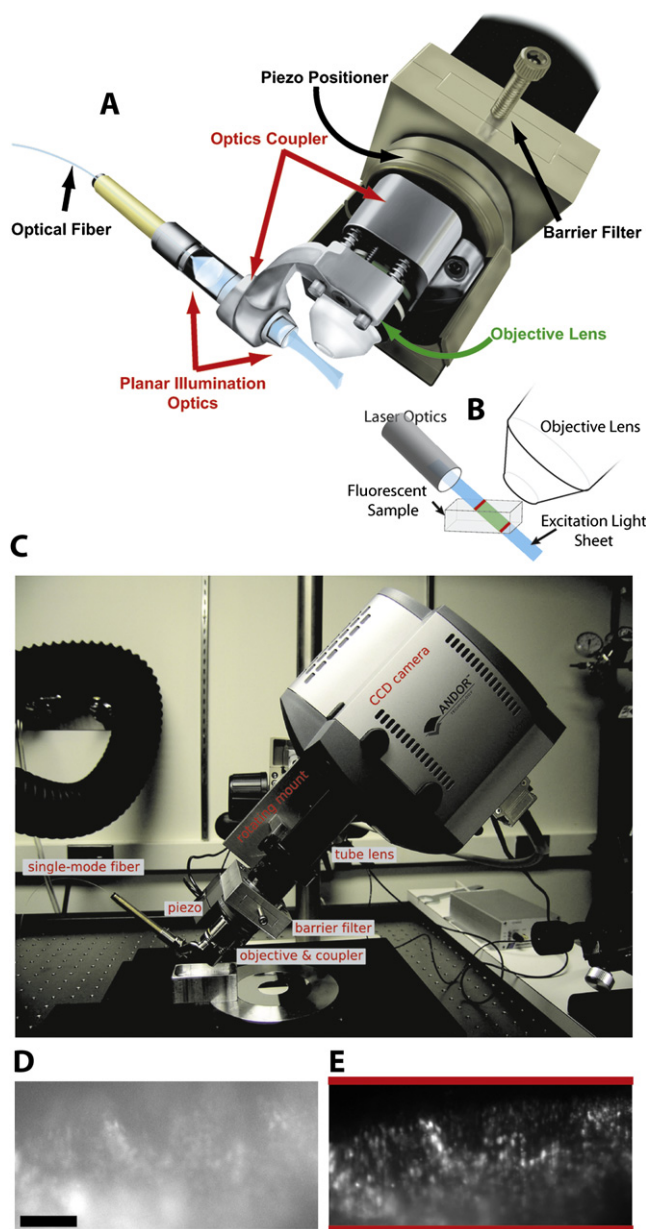 A
Piezo Positioner
Optics Coupler
Optical Fiber
Barrier Filter
Objective Lens
Planar Illumination
Optics
B
Laser Optics
Objective Lens
Fluorescent
Sample
Excitation Light
Sheet
C
CCD camera
ANDOR
rotating mount
single-mode fiber
tube lens
piezo
barrier filter
objective & coupler
D
E